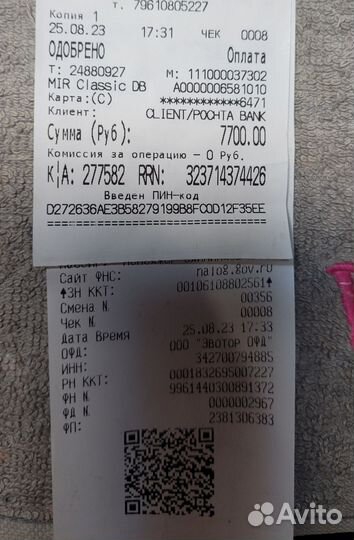 т. 79610805227
Копия 1
25.08.23 17:31 ЧЕК 0008
ОДОБРЕНО Оплата
Т: 24880927 М: 111000037302
MIR Classic DB A0000006581010
Карта:(C) ************6471
Клиент: CLIENT/POCHTA BANK
Сумма (Руб): 7700.00
Комиссия за операцию - 0 Руб.
К/А: 277582 RRN: 323714374426
Введен ПИН-код
D272636AE3B58279199B8FC0D12F35EE
Сайт ФНС: nalog.gov.ru
ЗН ККТ: 00106108802561
Смена N 00356
Чек N 00008
Дата Время 25.08.23 17:33
ОФД: ООО "Эвотор ОФД"
ИНН: 342700794885
РН ККТ: 0001832695007227
ФН N 9961440300891372
ФД N 0000002967
ФП: 2381306383
Avito